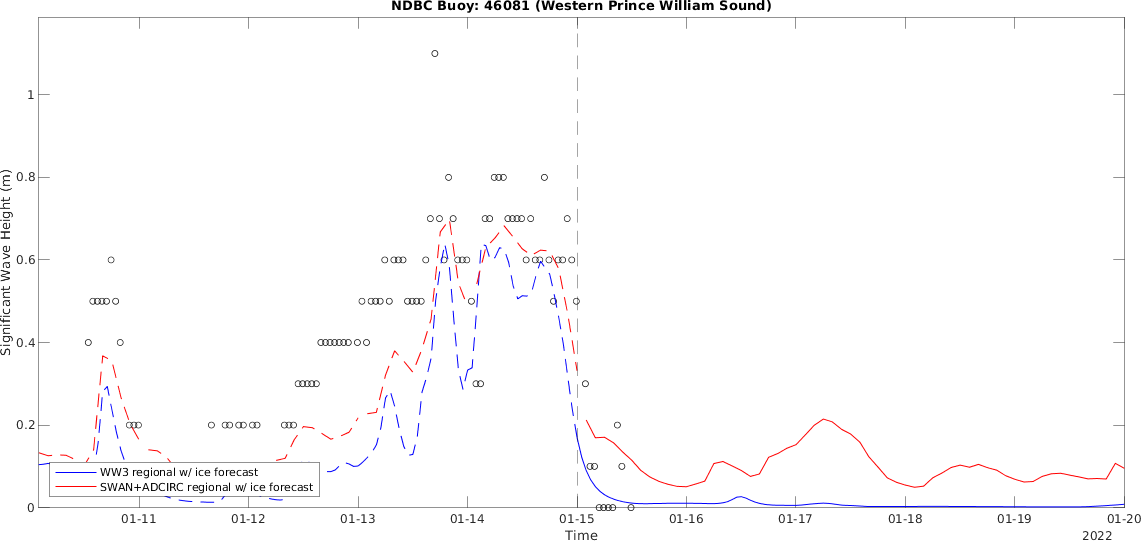 NDBC Buoy: 46081 (Western Prince William Sound)
Significant Wave Height (m)
1
0.8
0.6
0.4
0.2
0
WW3 regional w/ ice forecast
SWAN+ADCIRC regional w/ ice forecast
01-11 01-12 01-13 01-14 01-15 01-16 01-17 01-18 01-19 01-20
Time
2022